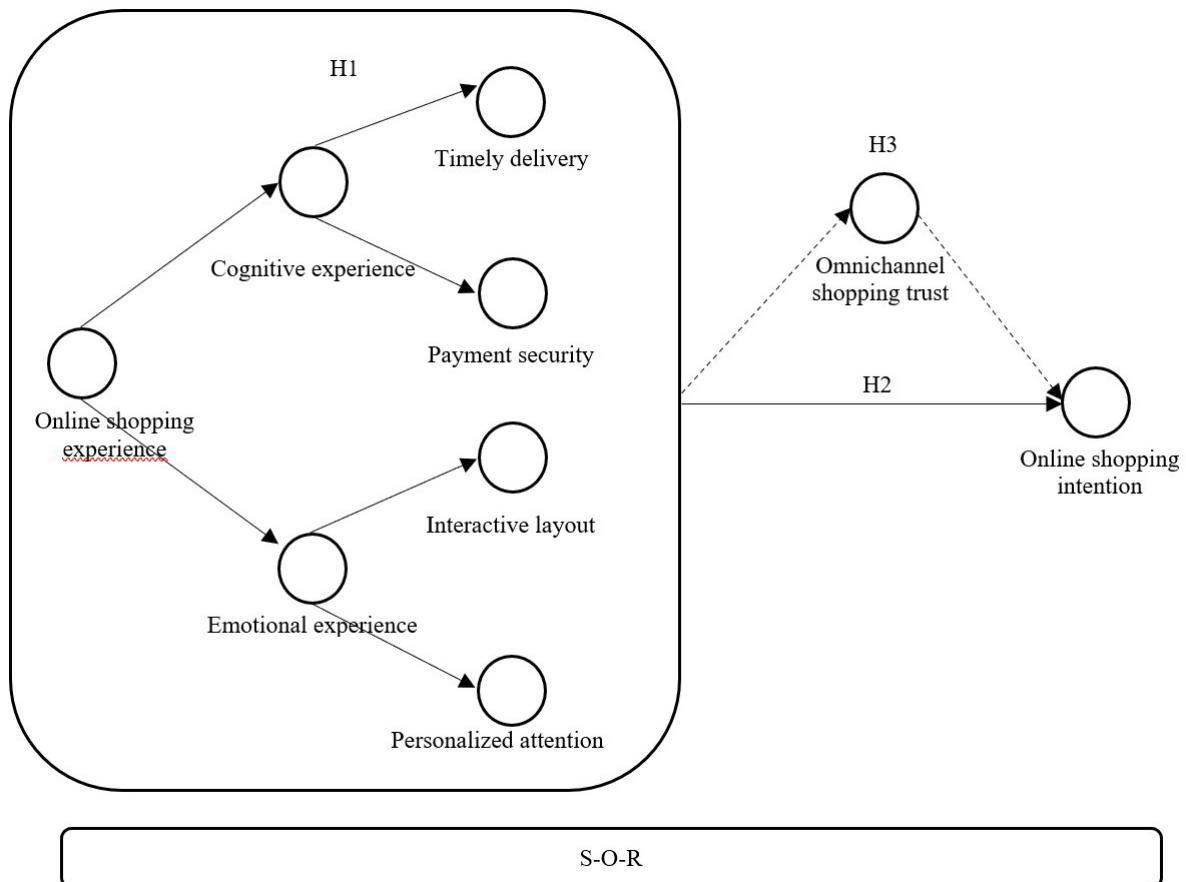 H1
Timely delivery
Cognitive experience
Payment security
Online shopping
experience
Interactive layout
Emotional experience
Personalized attention
H3
Omnichannel
shopping trust
H2
Online shopping
intention
S-O-R